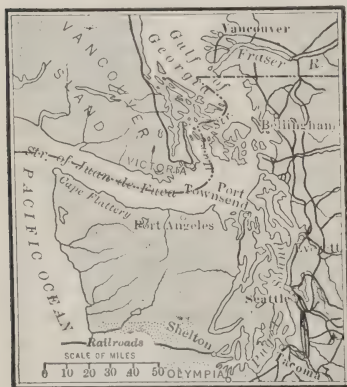 Vancouver
Fraser R.
VANCOUVER
ISLAND
Gulf of
Georgia
Bellingham
VICTORIA
Str. of Juan de Fuca
Port
Townsend
Cape Flattery
Port Angeles
PACIFIC OCEAN
Everett
Seattle
Shelton
Railroads
SCALE OF MILES
0 10 20 30 40 50
OLYMPIA
Tacoma